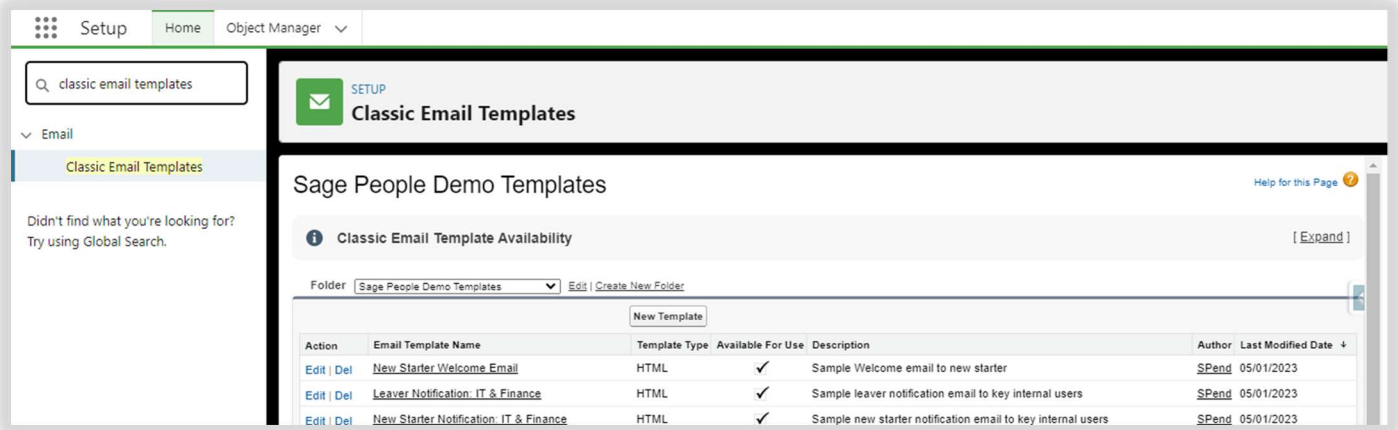 Setup Home Object Manager
classic email templates
Email
Classic Email Templates
Didn't find what you're looking for?
Try using Global Search.
SETUP
Classic Email Templates
Sage People Demo Templates
Help for this Page ?
Classic Email Template Availability [ Expand ]
Folder Sage People Demo Templates Edit | Create New Folder
New Template
Action Email Template Name Template Type Available For Use Description Author Last Modified Date ↓
Edit | Del New Starter Welcome Email HTML ✓ Sample Welcome email to new starter SPend 05/01/2023
Edit | Del Leaver Notification: IT & Finance HTML ✓ Sample leaver notification email to key internal users SPend 05/01/2023
Edit | Del New Starter Notification: IT & Finance HTML ✓ Sample new starter notification email to key internal users SPend 05/01/2023